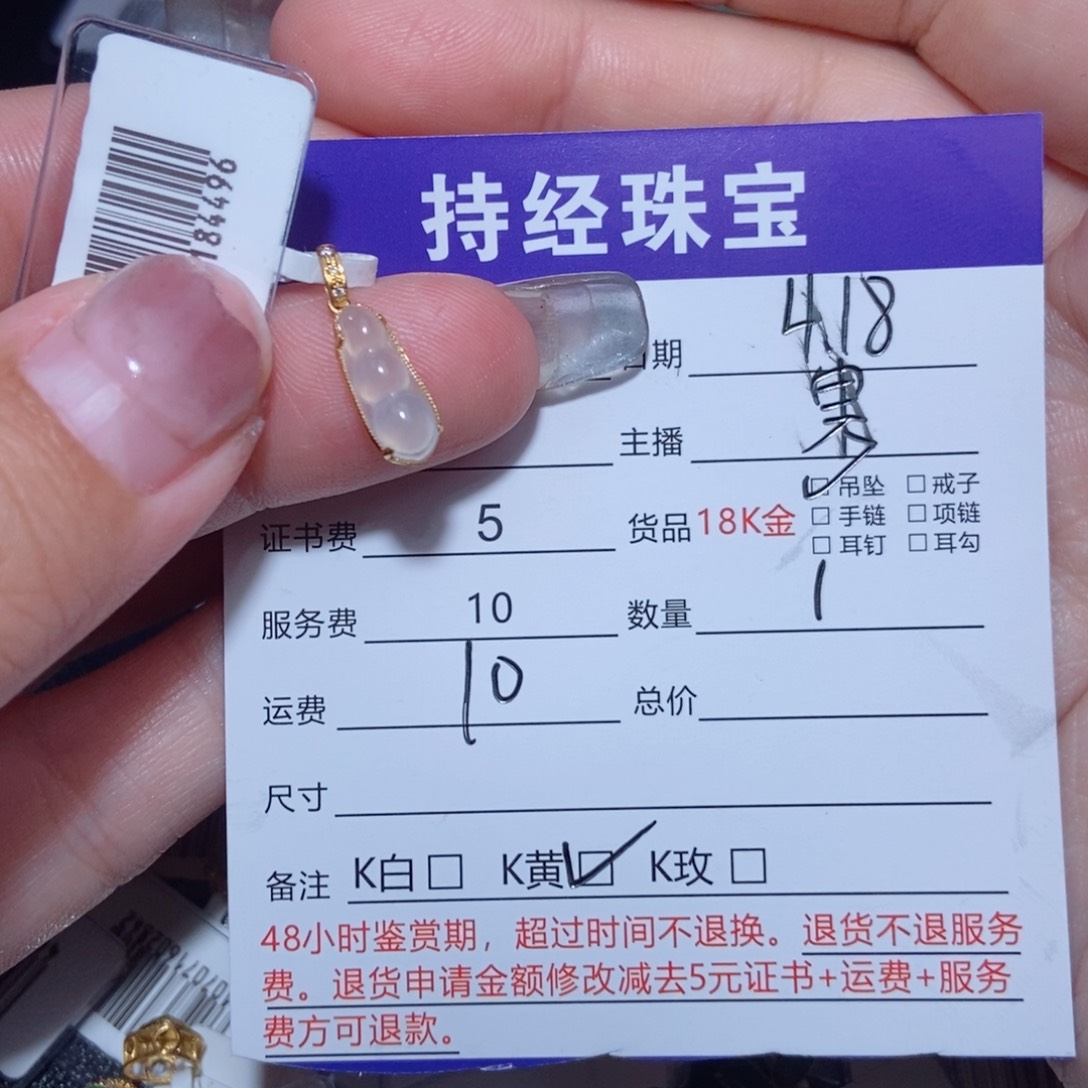 184496
持经珠宝
日期 4.18
主播 果
证书费 5 货品 18K金 ☑吊坠 □戒子
□手链 □项链
□耳钉 □耳勾
服务费 10 数量 1
运费 10 总价
尺寸
备注 K白□ K黄☑ K玫□
48小时鉴赏期，超过时间不退换。退货不退服务
费。退货申请金额修改减去5元证书+运费+服务
费方可退款。